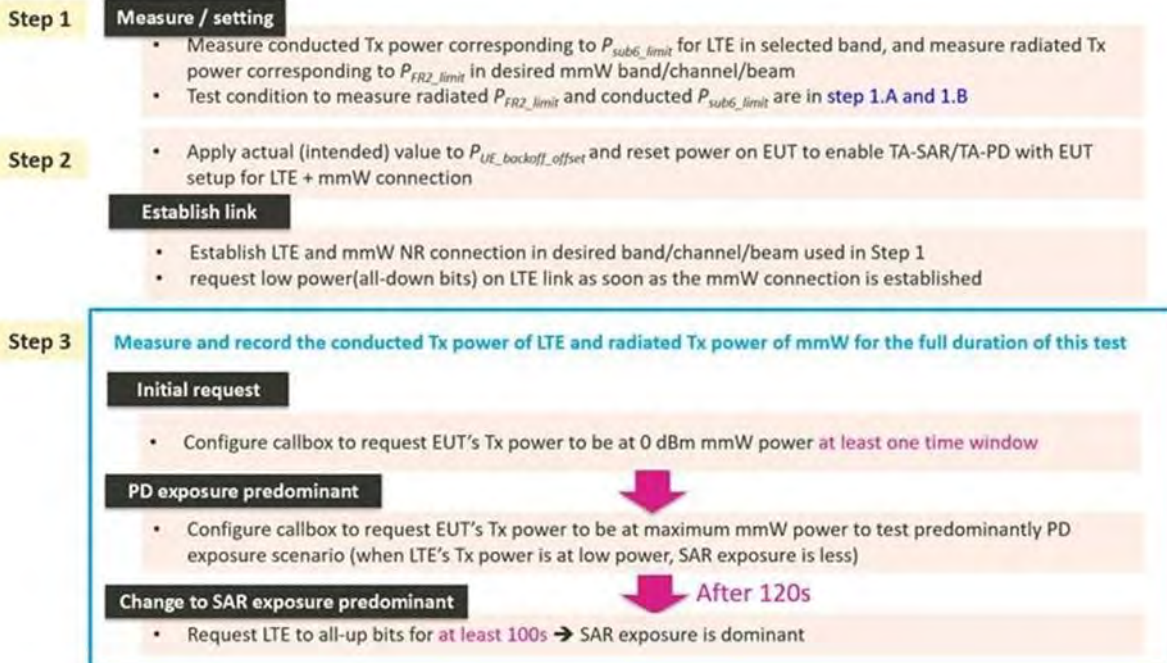 Step 1
Measure / setting
• Measure conducted Tx power corresponding to Psub6_limit for LTE in selected band, and measure radiated Tx
power corresponding to PFR2_limit in desired mmW band/channel/beam
• Test condition to measure radiated PFR2_limit and conducted Psub6_limit are in step 1.A and 1.B
Step 2
• Apply actual (intended) value to PUE_backoff_offset and reset power on EUT to enable TA-SAR/TA-PD with EUT
setup for LTE + mmW connection
Establish link
• Establish LTE and mmW NR connection in desired band/channel/beam used in Step 1
• request low power(all-down bits) on LTE link as soon as the mmW connection is established
Step 3
Measure and record the conducted Tx power of LTE and radiated Tx power of mmW for the full duration of this test
Initial request
• Configure callbox to request EUT's Tx power to be at 0 dBm mmW power at least one time window
PD exposure predominant
• Configure callbox to request EUT's Tx power to be at maximum mmW power to test predominantly PD
exposure scenario (when LTE's Tx power is at low power, SAR exposure is less)
After 120s
Change to SAR exposure predominant
• Request LTE to all-up bits for at least 100s ➔ SAR exposure is dominant